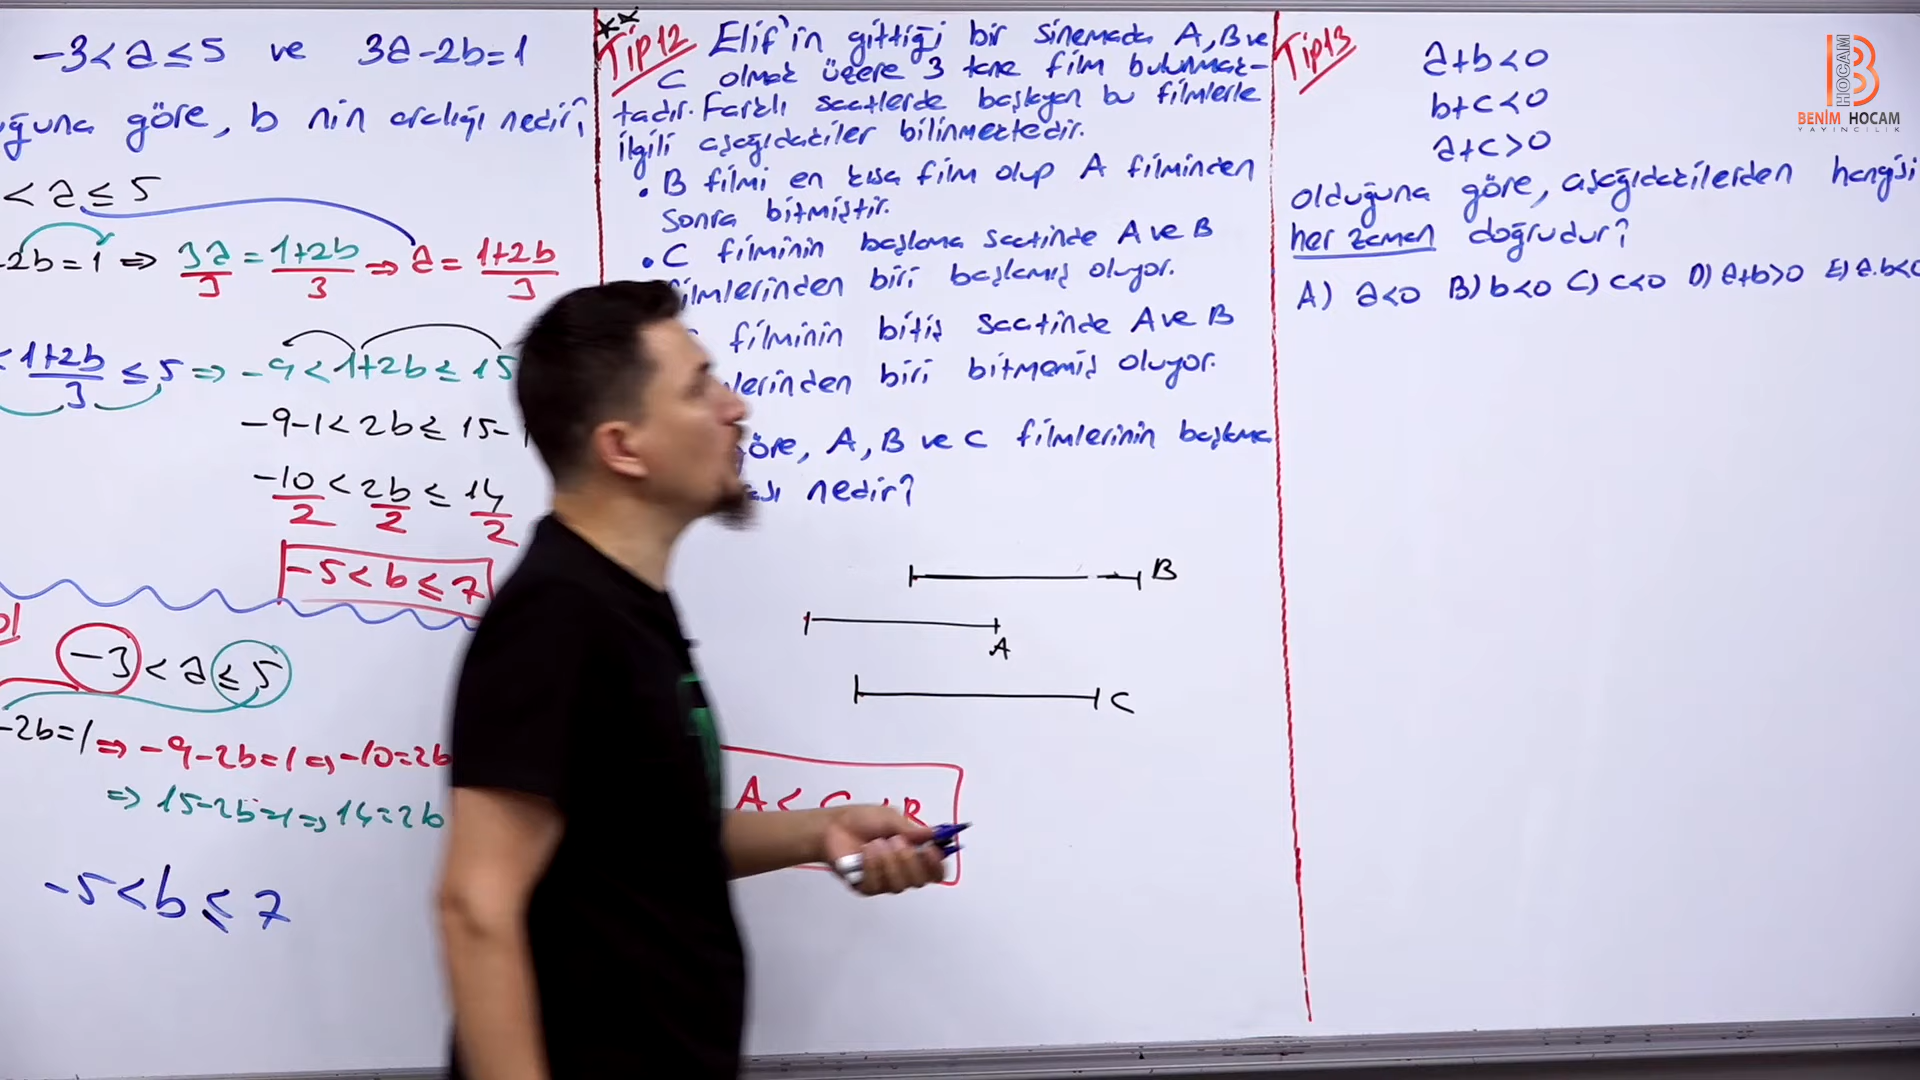 -3<a≤5 ve 3a-2b=1
göre, b nin aralığı nedir?
<a≤5
-2b=1 ⇒ 3a/3 = 1+2b/3 ⇒ a = 1+2b/3
1+2b/3 ≤5 ⇒ -9<1+2b≤15
3
-9-1<2b≤15-
-10/2 < 2b/2 ≤ 14/2
-5<b≤7
-3<a≤5
-2b=1 ⇒ -9-2b=1 ⇒ -10=2b
⇒ 15-2b=1 ⇒ 14=2b
-5<b≤7
Tip12 Elif'in gittiği bir sinemada A,B ve
C olmak üzere 3 tane film bulunmak-
tadır. Farklı saatlerde başlayan bu filmlerle
ilgili aşağıdakiler bilinmektedir.
• B filmi en kısa film olup A filminden
sonra bitmiştir.
• C filminin başlama saatinde A ve B
filmlerinden biri başlamış oluyor.
filminin bitiş saatinde A ve B
biri bitmemiş oluyor.
göre, A, B ve C filmlerinin başlama
nedir?
B
A
C
A < C < B
Tip13
a+b<0
b+c<0
a+c>0
olduğuna göre, aşağıdakilerden hangisi
her zaman doğrudur?
A) a<0 B) b<0 C) c<0 D) a+b>0 E) a.b<0
BENİM HOCAM
YAYINCILIK